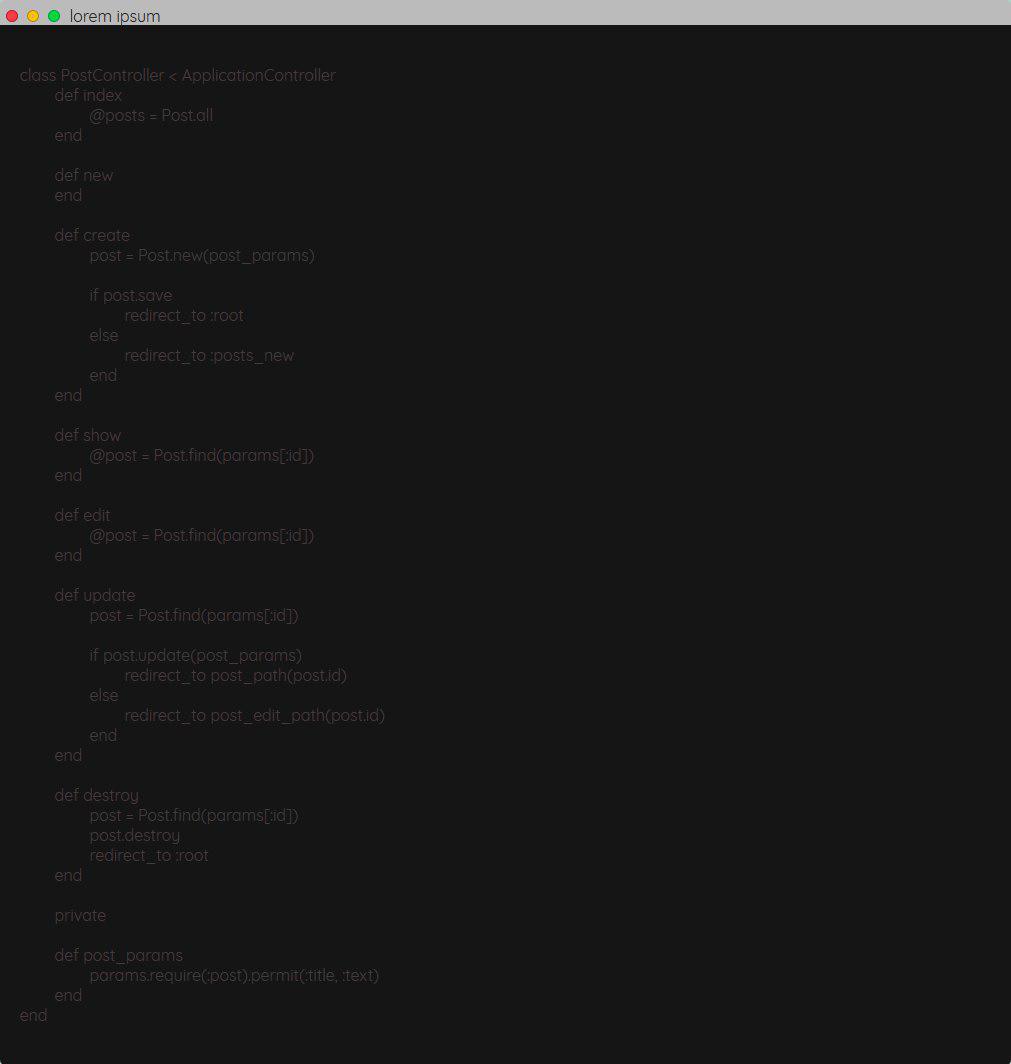 lorem ipsum
class PostController < ApplicationController
def index
@posts = Post.all
end
def new
end
def create
post = Post.new(post_params)
if post.save
redirect_to :root
else
redirect_to :posts_new
end
end
def show
@post = Post.find(params[:id])
end
def edit
@post = Post.find(params[:id])
end
def update
post = Post.find(params[:id])
if post.update(post_params)
redirect_to post_path(post.id)
else
redirect_to post_edit_path(post.id)
end
end
def destroy
post = Post.find(params[:id])
post.destroy
redirect_to :root
end
private
def post_params
params.require(:post).permit(:title, :text)
end
end